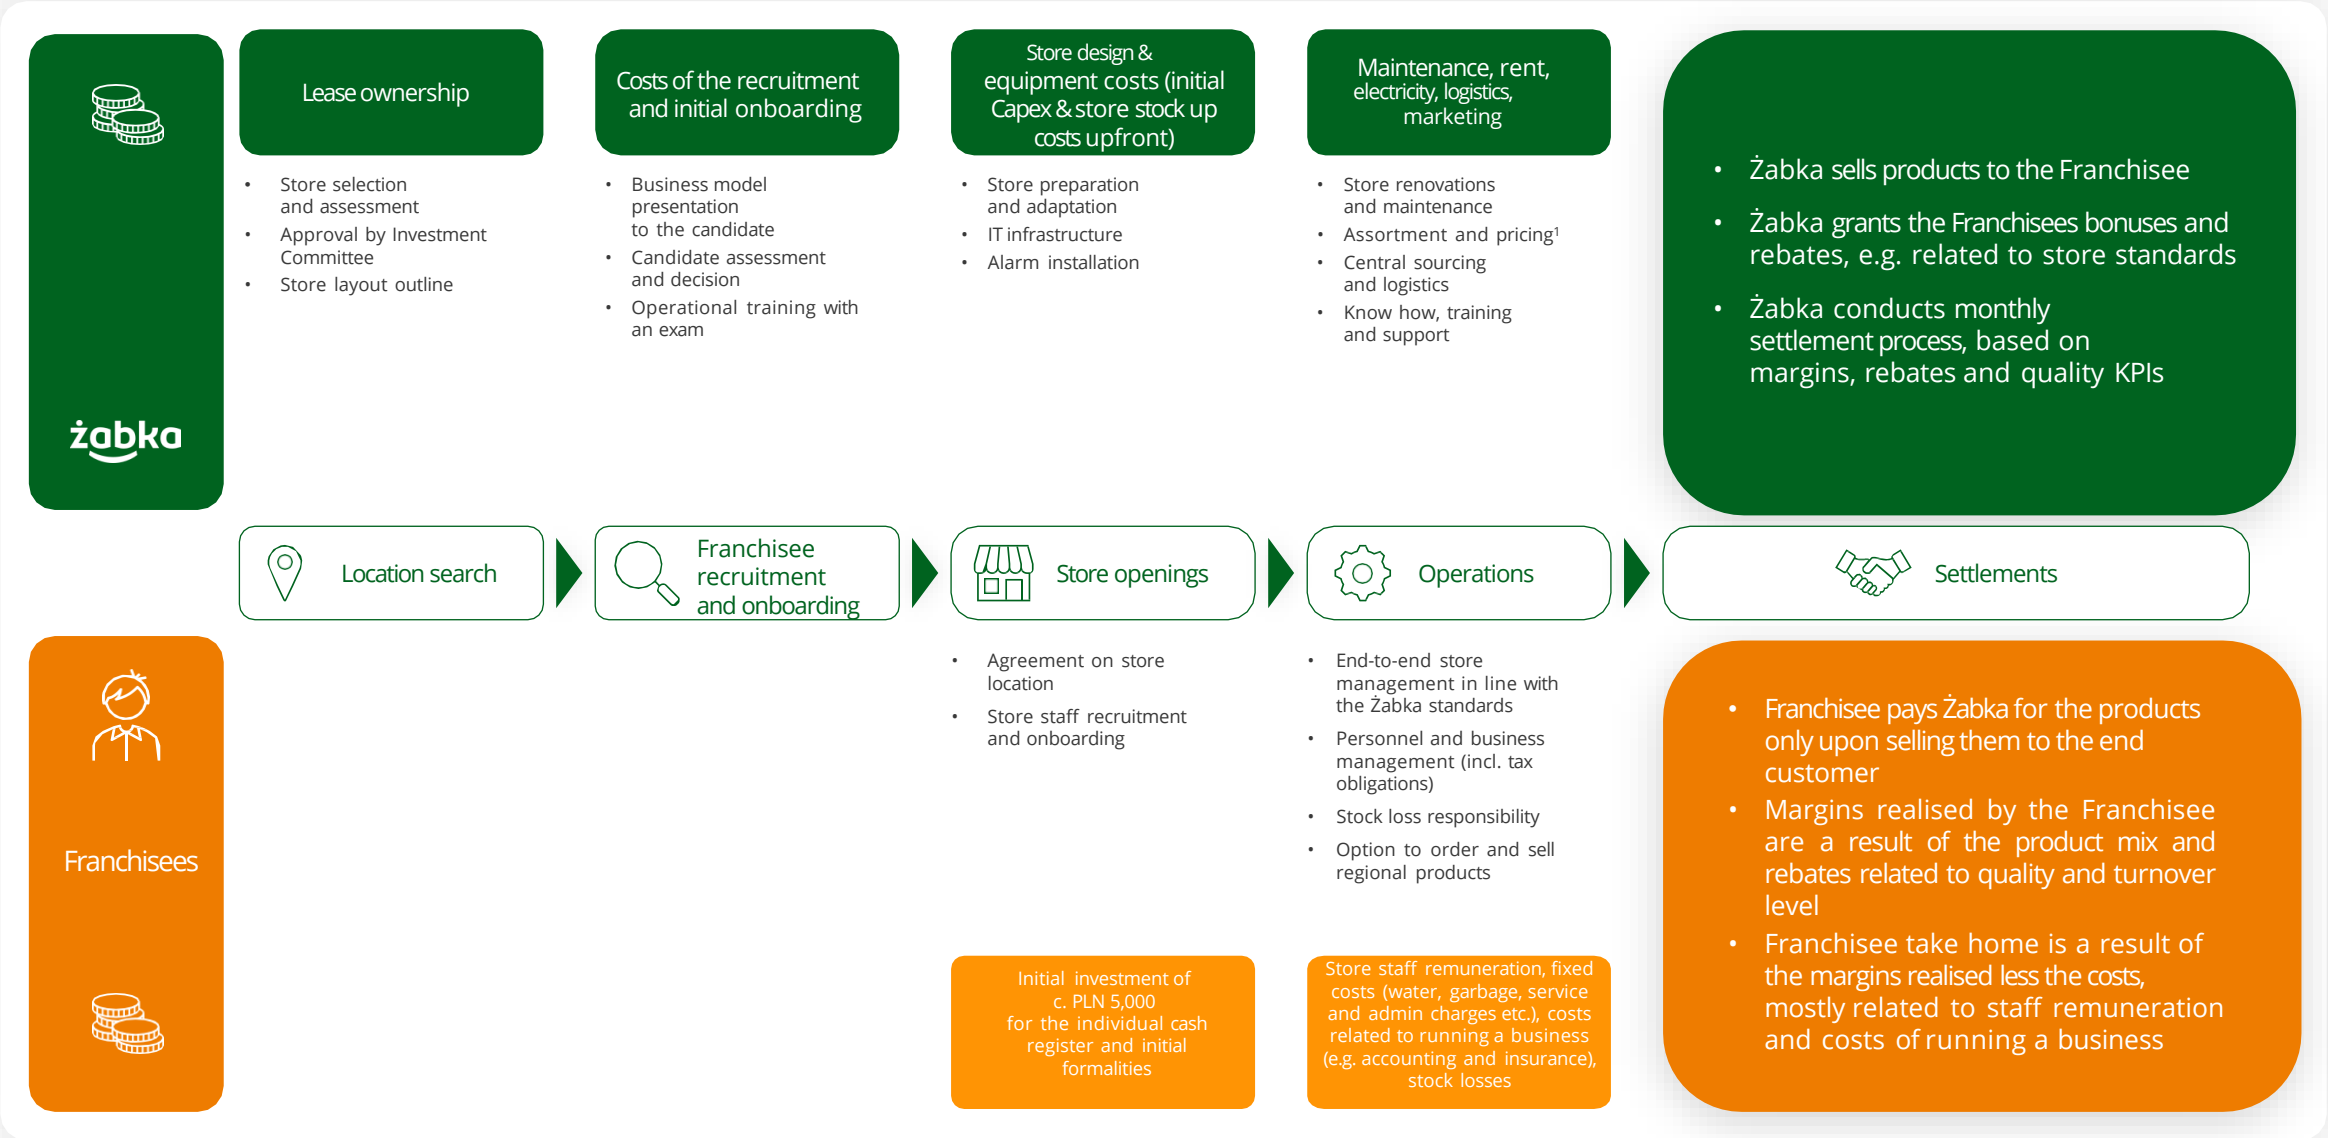 Lease ownership
Store selection
and assessment
Approval by Investment
Committee
Store layout outline
Costs of the recruitment
and initial onboarding
Business model
presentation
to the candidate
Candidate assessment
and decision
Operational training with
an exam
Store design &
equipment costs (initial
Capex & store stock up
costs upfront)
Store preparation
and adaptation
IT infrastructure
Alarm installation
Maintenance, rent,
electricity, logistics,
marketing
Store renovations
and maintenance
Assortment and pricing¹
Central sourcing
and logistics
Know how, training
and support
Żabka sells products to the Franchisee
Żabka grants the Franchisees bonuses and
rebates, e.g. related to store standards
Żabka conducts monthly
settlement process, based on
margins, rebates and quality KPIs
żabka
Location search
Franchisee
recruitment
and onboarding
Store openings
Operations
Settlements
Franchisees
Agreement on store
location
Store staff recruitment
and onboarding
Initial investment of
c. PLN 5,000
for the individual cash
register and initial
formalities
End-to-end store
management in line with
the Żabka standards
Personnel and business
management (incl. tax
obligations)
Stock loss responsibility
Option to order and sell
regional products
Store staff remuneration, fixed
costs (water, garbage, service
and admin charges etc.), costs
related to running a business
(e.g. accounting and insurance),
stock losses
Franchisee pays Żabka for the products
only upon selling them to the end
customer
Margins realised by the Franchisee
are a result of the product mix and
rebates related to quality and turnover
level
Franchisee take home is a result of
the margins realised less the costs,
mostly related to staff remuneration
and costs of running a business